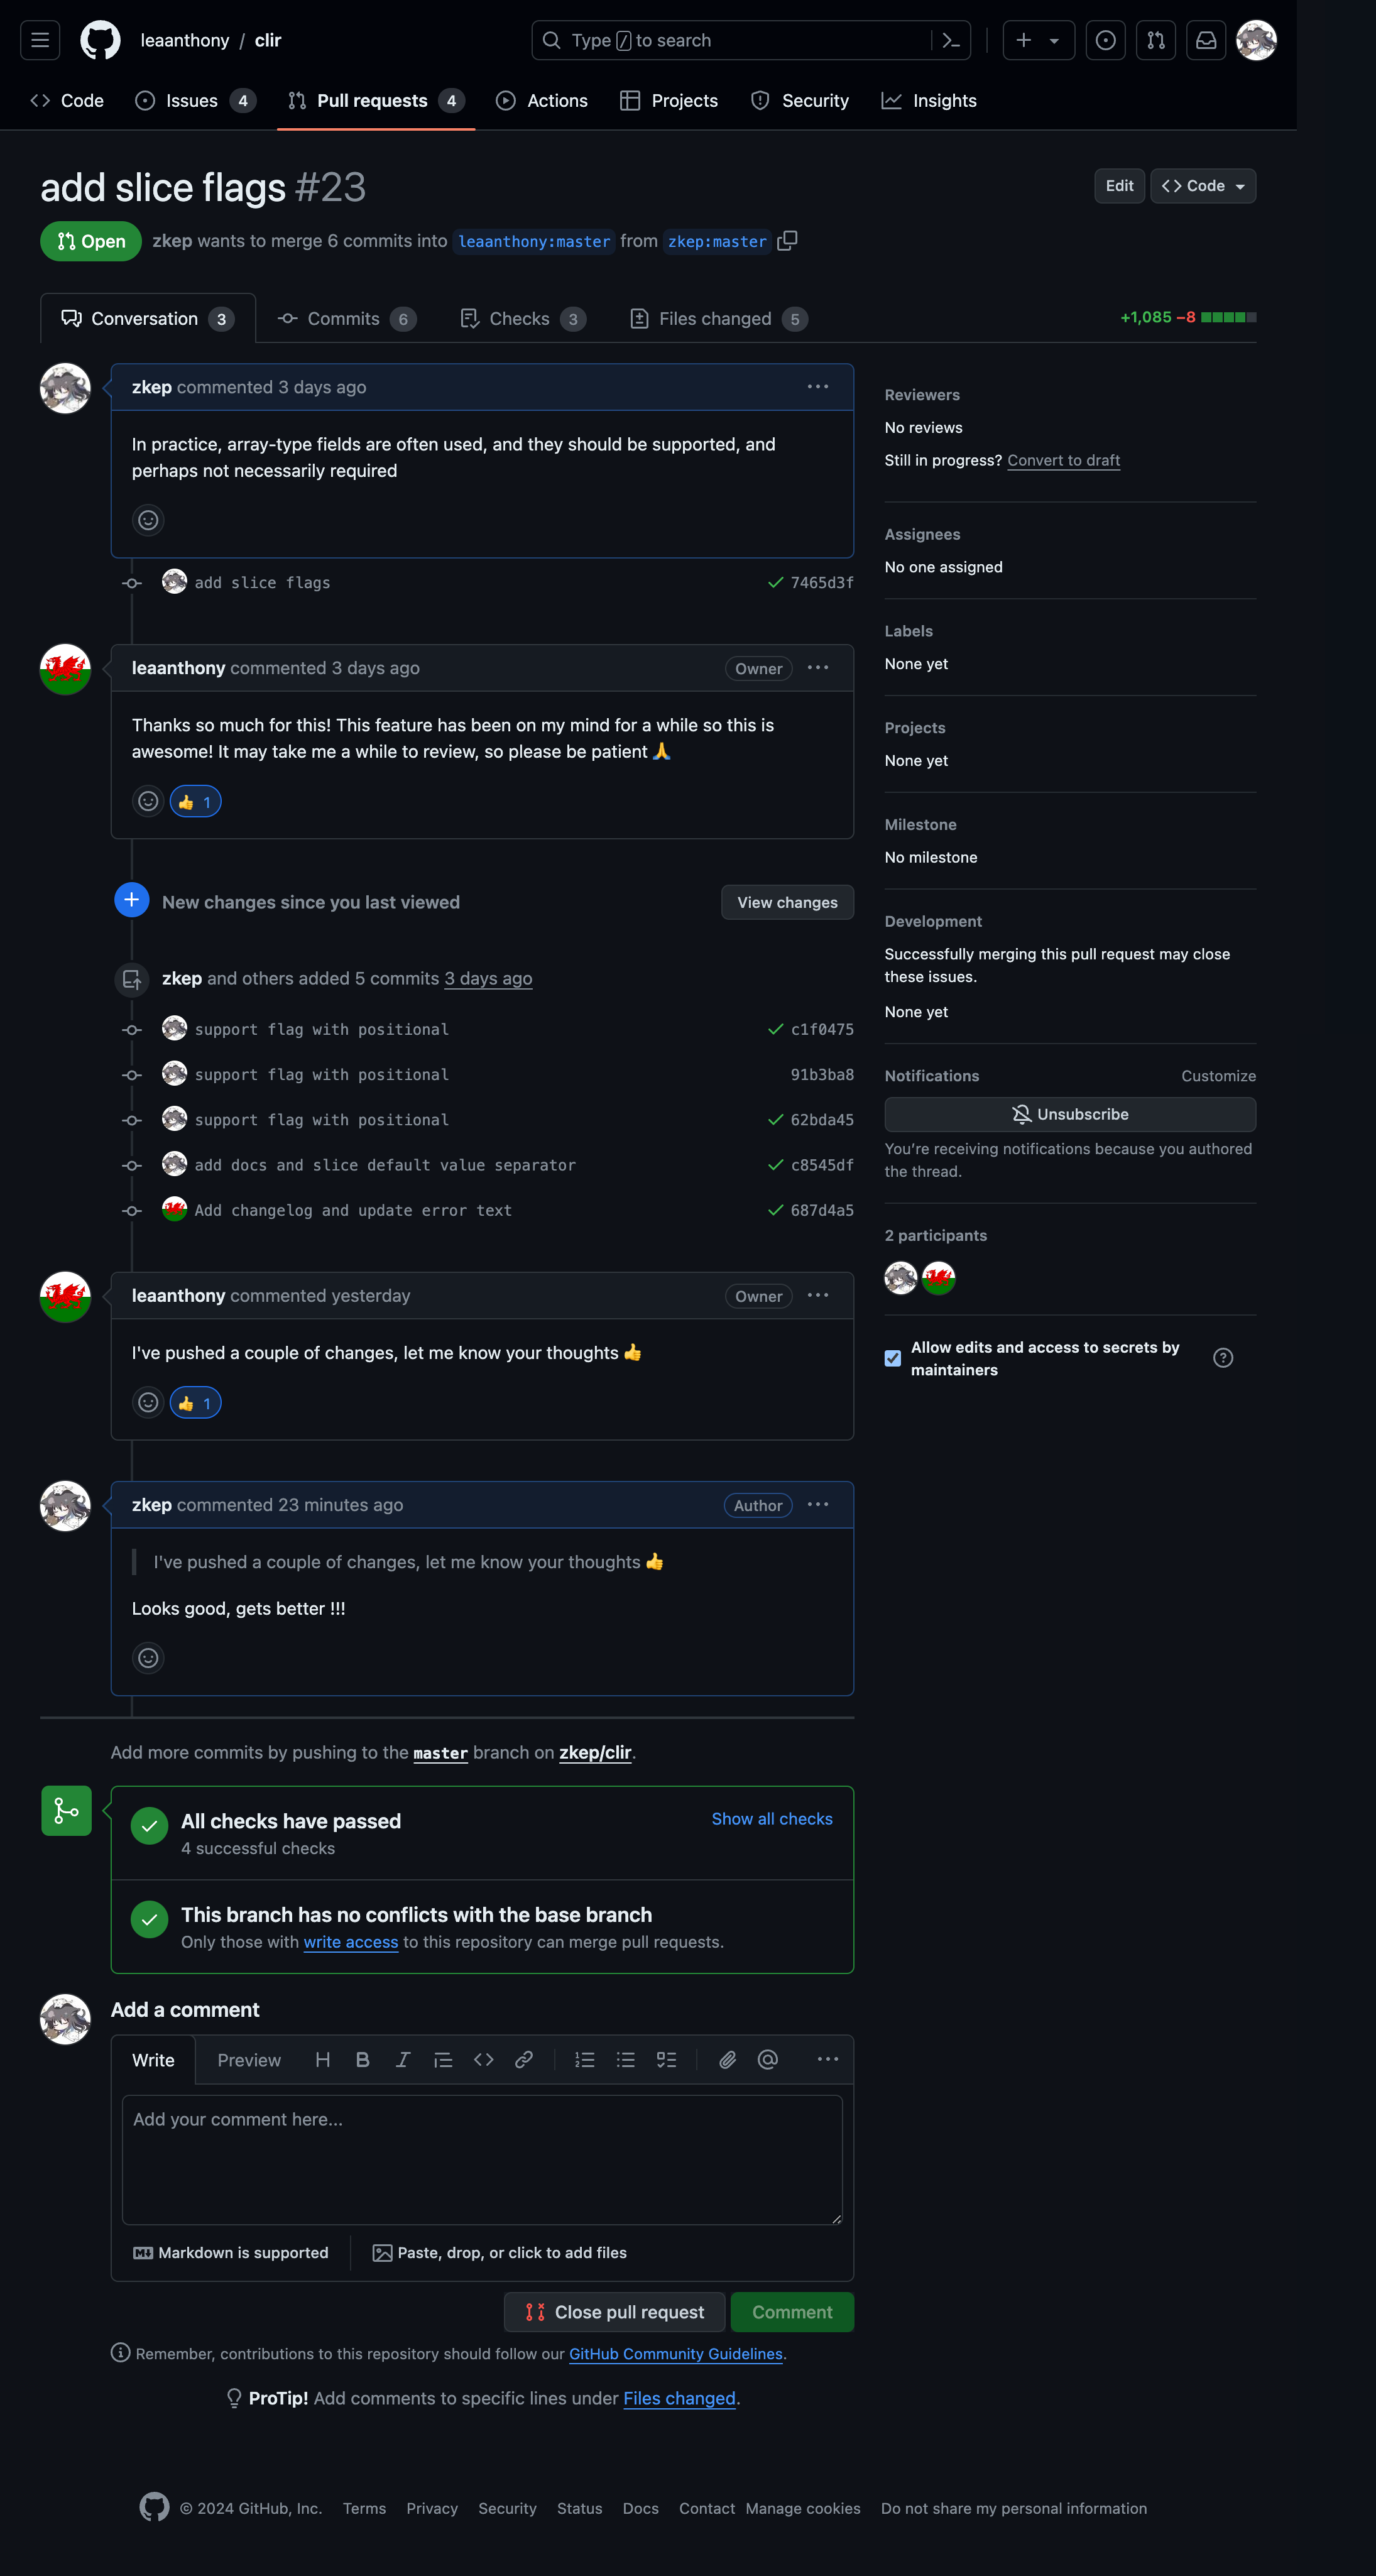 leaanthony / clir
Type / to search
Code
Issues 4
Pull requests 4
Actions
Projects
Security
Insights
add slice flags #23
Edit
Code
Open
zkep wants to merge 6 commits into leaanthony:master from zkep:master
Conversation 3
Commits 6
Checks 3
Files changed 5
+1,085 −8
zkep commented 3 days ago
In practice, array-type fields are often used, and they should be supported, and
perhaps not necessarily required
add slice flags 7465d3f
leaanthony commented 3 days ago Owner
Thanks so much for this! This feature has been on my mind for a while so this is
awesome! It may take me a while to review, so please be patient 🙏
👍 1
New changes since you last viewed View changes
zkep and others added 5 commits 3 days ago
support flag with positional c1f0475
support flag with positional 91b3ba8
support flag with positional 62bda45
add docs and slice default value separator c8545df
Add changelog and update error text 687d4a5
leaanthony commented yesterday Owner
I've pushed a couple of changes, let me know your thoughts 👍
👍 1
zkep commented 23 minutes ago Author
I've pushed a couple of changes, let me know your thoughts 👍
Looks good, gets better !!!
Add more commits by pushing to the master branch on zkep/clir.
All checks have passed Show all checks
4 successful checks
This branch has no conflicts with the base branch
Only those with write access to this repository can merge pull requests.
Add a comment
Write Preview
Add your comment here...
Markdown is supported
Paste, drop, or click to add files
Close pull request
Comment
Remember, contributions to this repository should follow our GitHub Community Guidelines.
ProTip! Add comments to specific lines under Files changed.
Reviewers
No reviews
Still in progress? Convert to draft
Assignees
No one assigned
Labels
None yet
Projects
None yet
Milestone
No milestone
Development
Successfully merging this pull request may close
these issues.
None yet
Notifications Customize
Unsubscribe
You’re receiving notifications because you authored
the thread.
2 participants
Allow edits and access to secrets by
maintainers
© 2024 GitHub, Inc. Terms Privacy Security Status Docs Contact Manage cookies Do not share my personal information